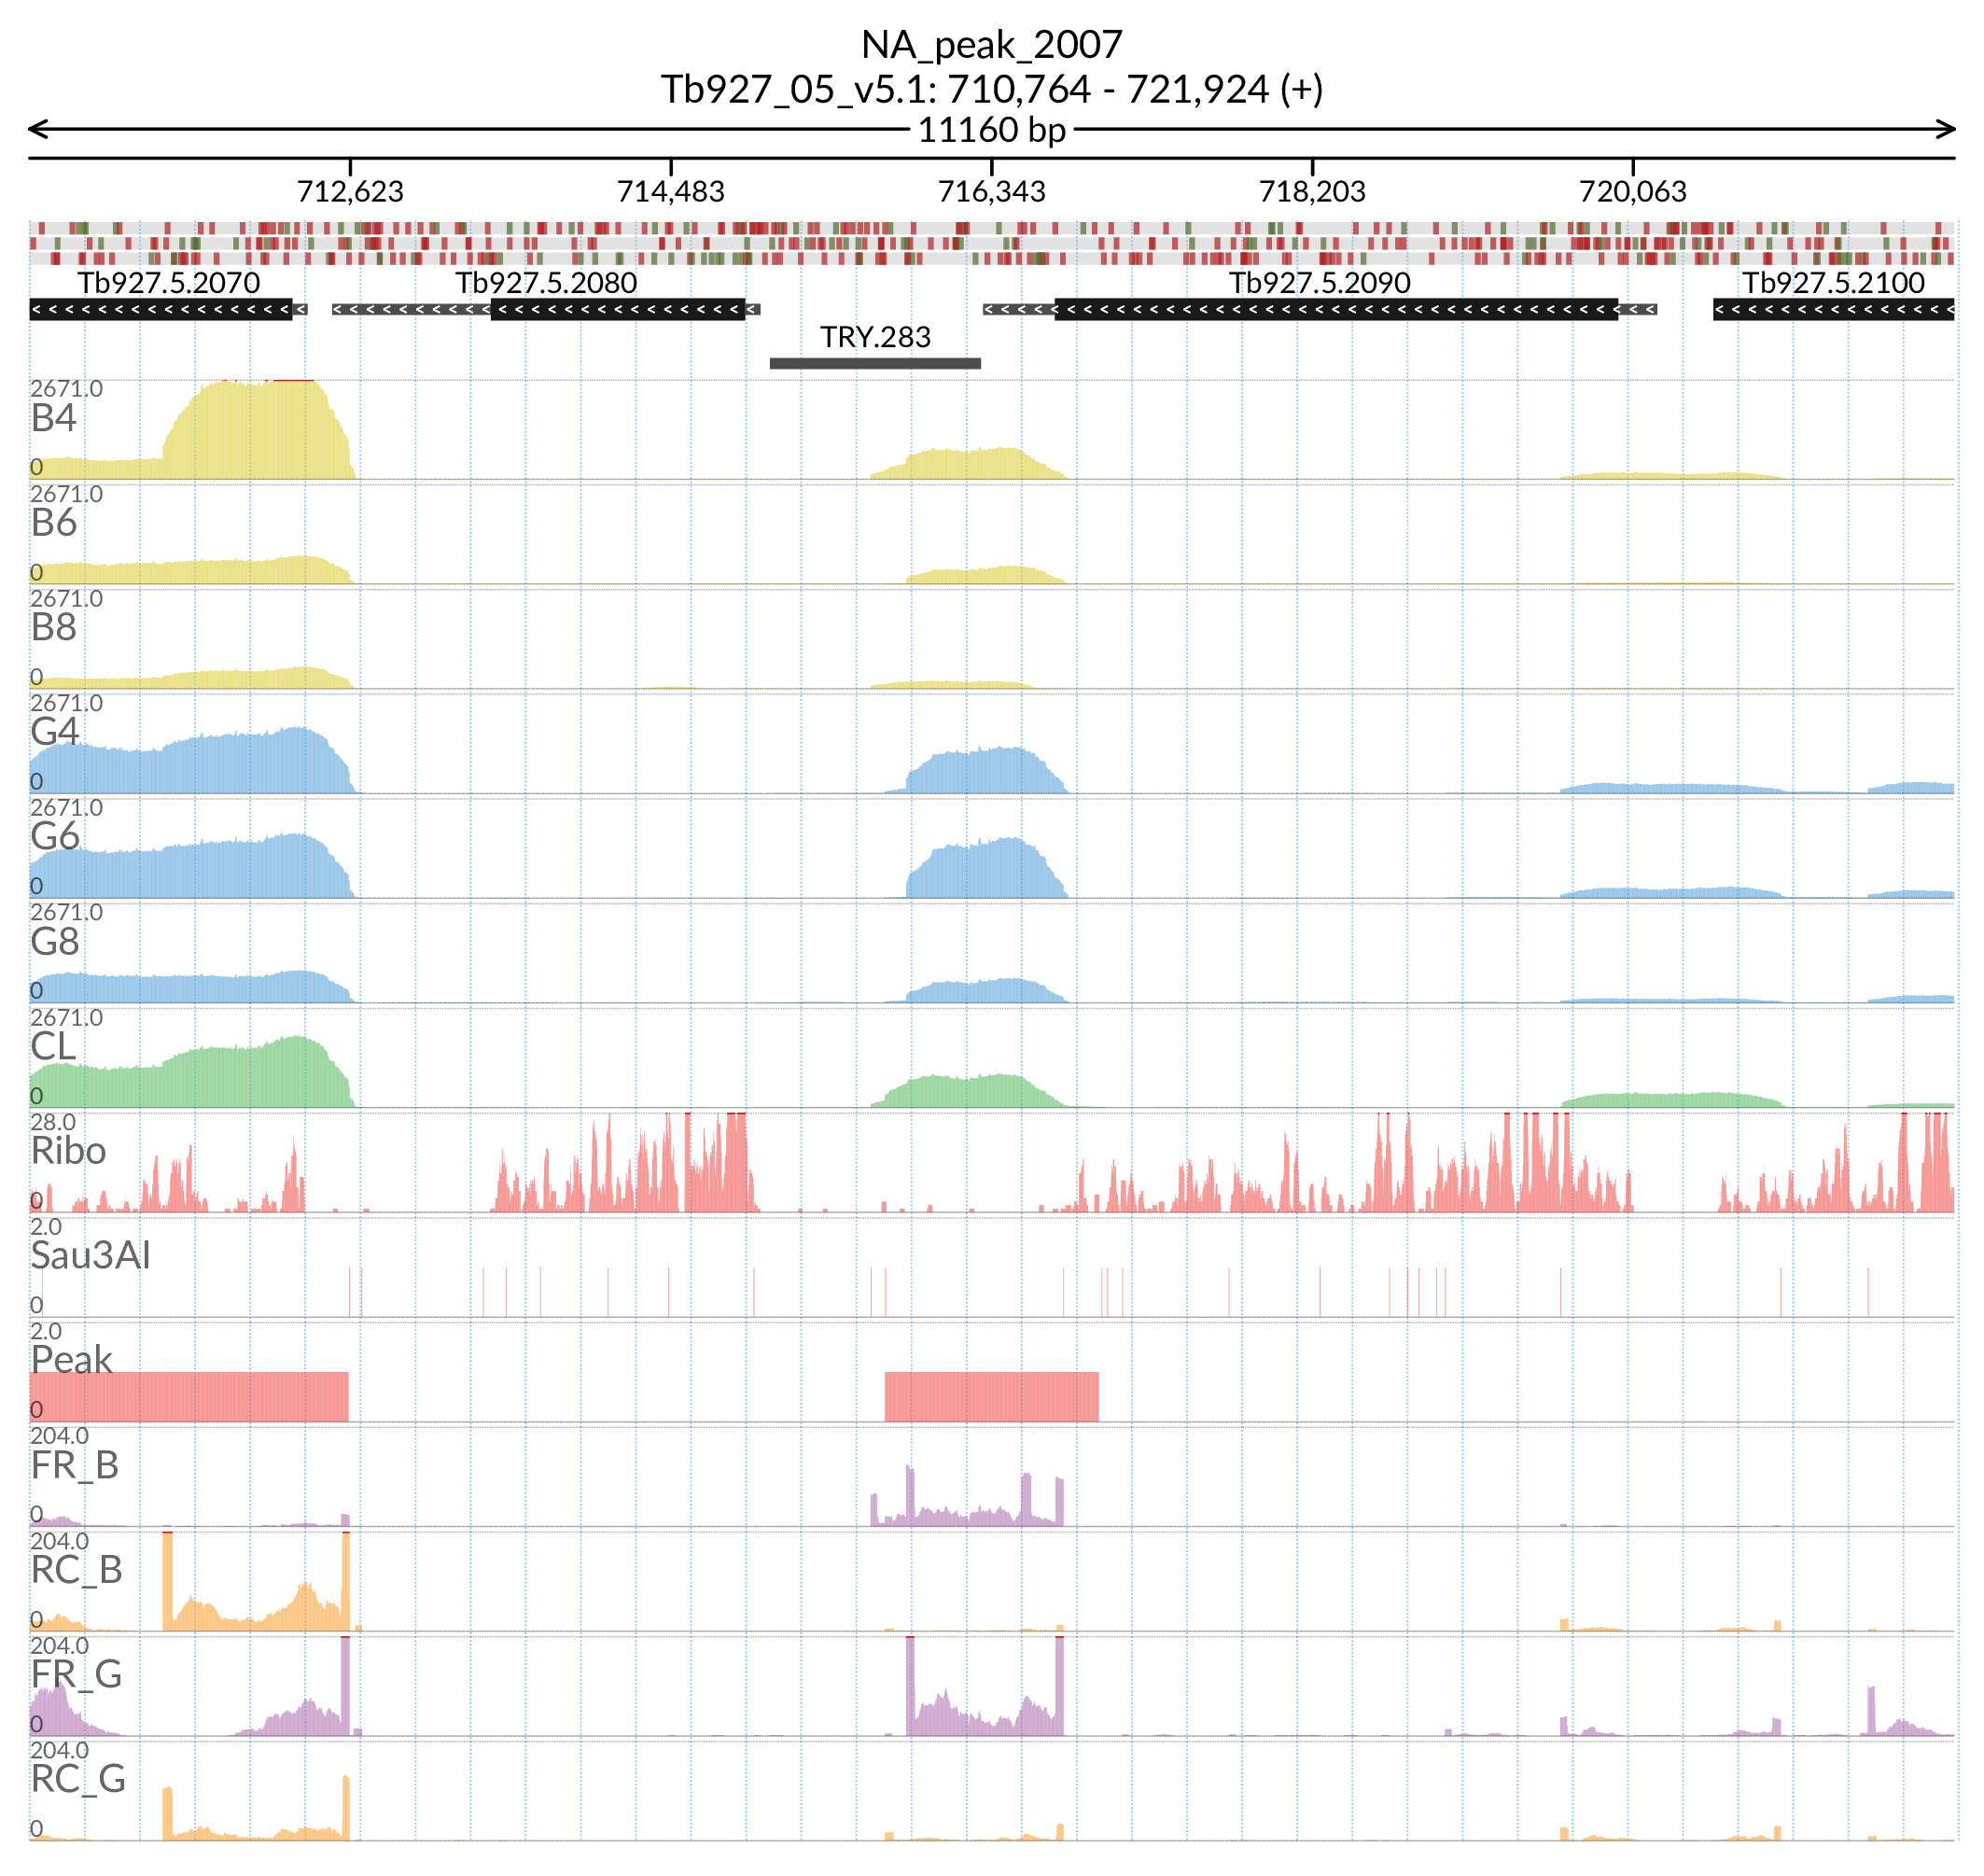 NA_peak_2007
Tb927_05_v5.1: 710,764 - 721,924 (+)
11160 bp
712,623 714,483 716,343 718,203 720,063
Tb927.5.2070 Tb927.5.2080 Tb927.5.2090 Tb927.5.2100
TRY.283
2671.0
B4
0
2671.0
B6
0
2671.0
B8
0
2671.0
G4
0
2671.0
G6
0
2671.0
G8
0
2671.0
CL
0
28.0
Ribo
0
2.0
Sau3AI
0
2.0
Peak
0
204.0
FR_B
0
204.0
RC_B
0
204.0
FR_G
0
204.0
RC_G
0